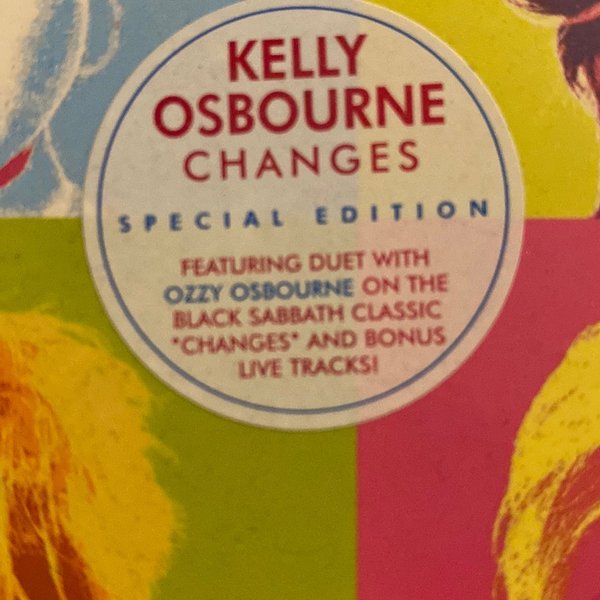 KELLY
OSBOURNE
CHANGES
SPECIAL EDITION
FEATURING DUET WITH
OZZY OSBOURNE ON THE
BLACK SABBATH CLASSIC
"CHANGES" AND BONUS
LIVE TRACKS!